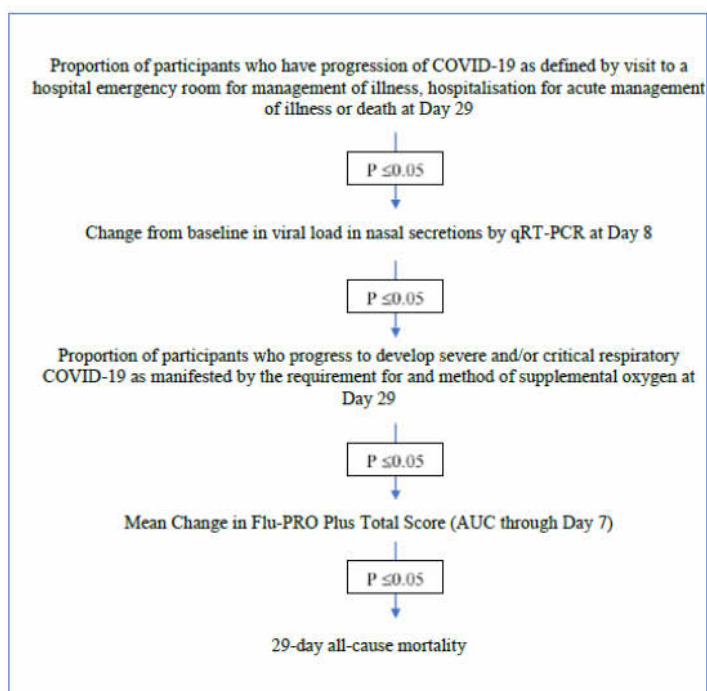 Proportion of participants who have progression of COVID-19 as defined by visit to a
hospital emergency room for management of illness, hospitalisation for acute management
of illness or death at Day 29
P ≤0.05
Change from baseline in viral load in nasal secretions by qRT-PCR at Day 8
P ≤0.05
Proportion of participants who progress to develop severe and/or critical respiratory
COVID-19 as manifested by the requirement for and method of supplemental oxygen at
Day 29
P ≤0.05
Mean Change in Flu-PRO Plus Total Score (AUC through Day 7)
P ≤0.05
29-day all-cause mortality